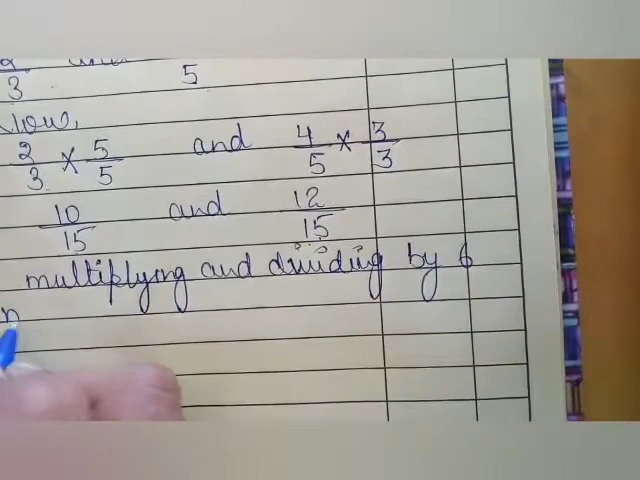 3 5
Now,
2/3 × 5/5 and 4/5 × 3/3
10/15 and 12/15
multiplying and dividing by 6
n